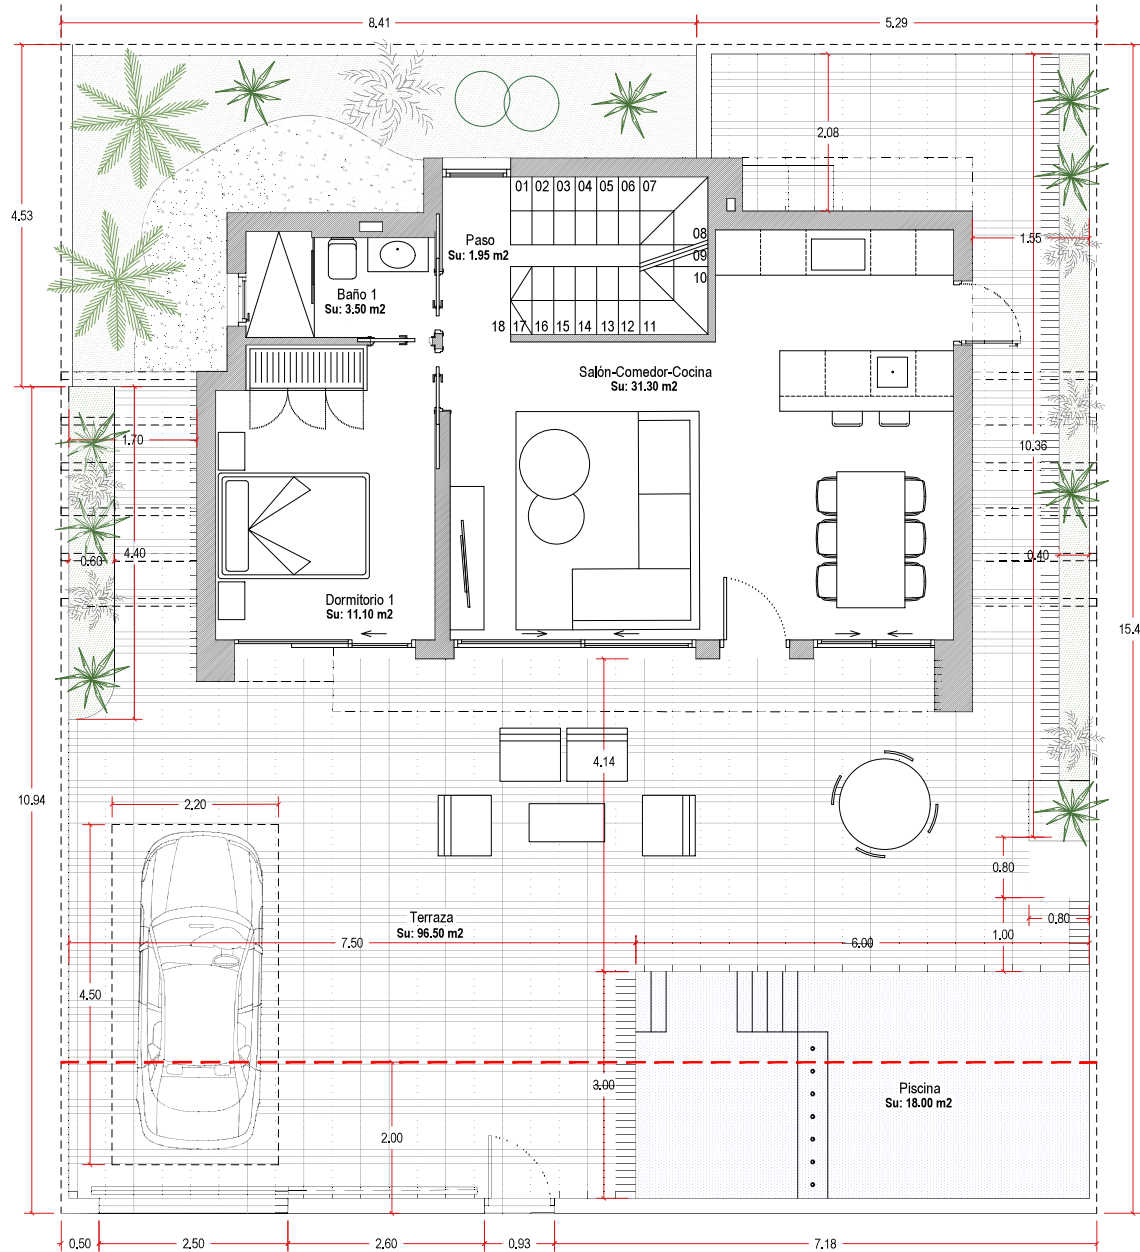 8.41
5.29
2.08
4.53
01 02 03 04 05 06 07
Paso
Su: 1.95 m2
08
09
10
1.55
Baño 1
Su: 3.50 m2
18 17 16 15 14 13 12 11
Salón-Comedor-Cocina
Su: 31.30 m2
1.70
10.36
0.60
4.40
0.40
Dormitorio 1
Su: 11.10 m2
15.4
4.14
10.94
2.20
0.80
Terraza
Su: 96.50 m2
0.80
1.00
7.50
6.00
4.50
3.00
Piscina
Su: 18.00 m2
2.00
0.50
2.50
2.60
0.93
7.18